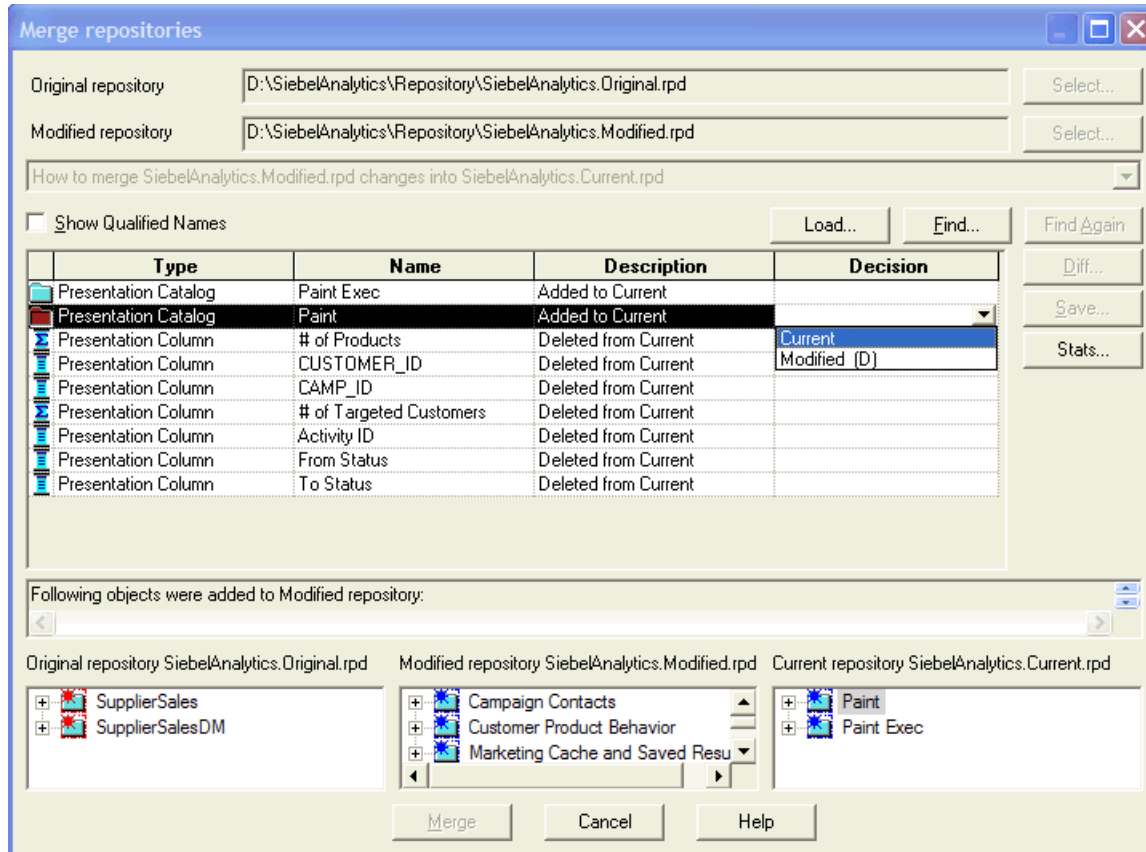 Merge repositories
Original repository D:\SiebelAnalytics\Repository\SiebelAnalytics.Original.rpd Select...
Modified repository D:\SiebelAnalytics\Repository\SiebelAnalytics.Modified.rpd Select...
How to merge SiebelAnalytics.Modified.rpd changes into SiebelAnalytics.Current.rpd
Show Qualified Names Load... Find... Find Again
Type Name Description Decision Diff...
Presentation Catalog Paint Exec Added to Current
Presentation Catalog Paint Added to Current Save...
Presentation Column # of Products Deleted from Current Current
Presentation Column CUSTOMER_ID Deleted from Current Modified (D) Stats...
Presentation Column CAMP_ID Deleted from Current
Presentation Column # of Targeted Customers Deleted from Current
Presentation Column Activity ID Deleted from Current
Presentation Column From Status Deleted from Current
Presentation Column To Status Deleted from Current
Following objects were added to Modified repository:
Original repository SiebelAnalytics.Original.rpd Modified repository SiebelAnalytics.Modified.rpd Current repository SiebelAnalytics.Current.rpd
SupplierSales Campaign Contacts Paint
SupplierSalesDM Customer Product Behavior Paint Exec
Marketing Cache and Saved Resu
Merge Cancel Help